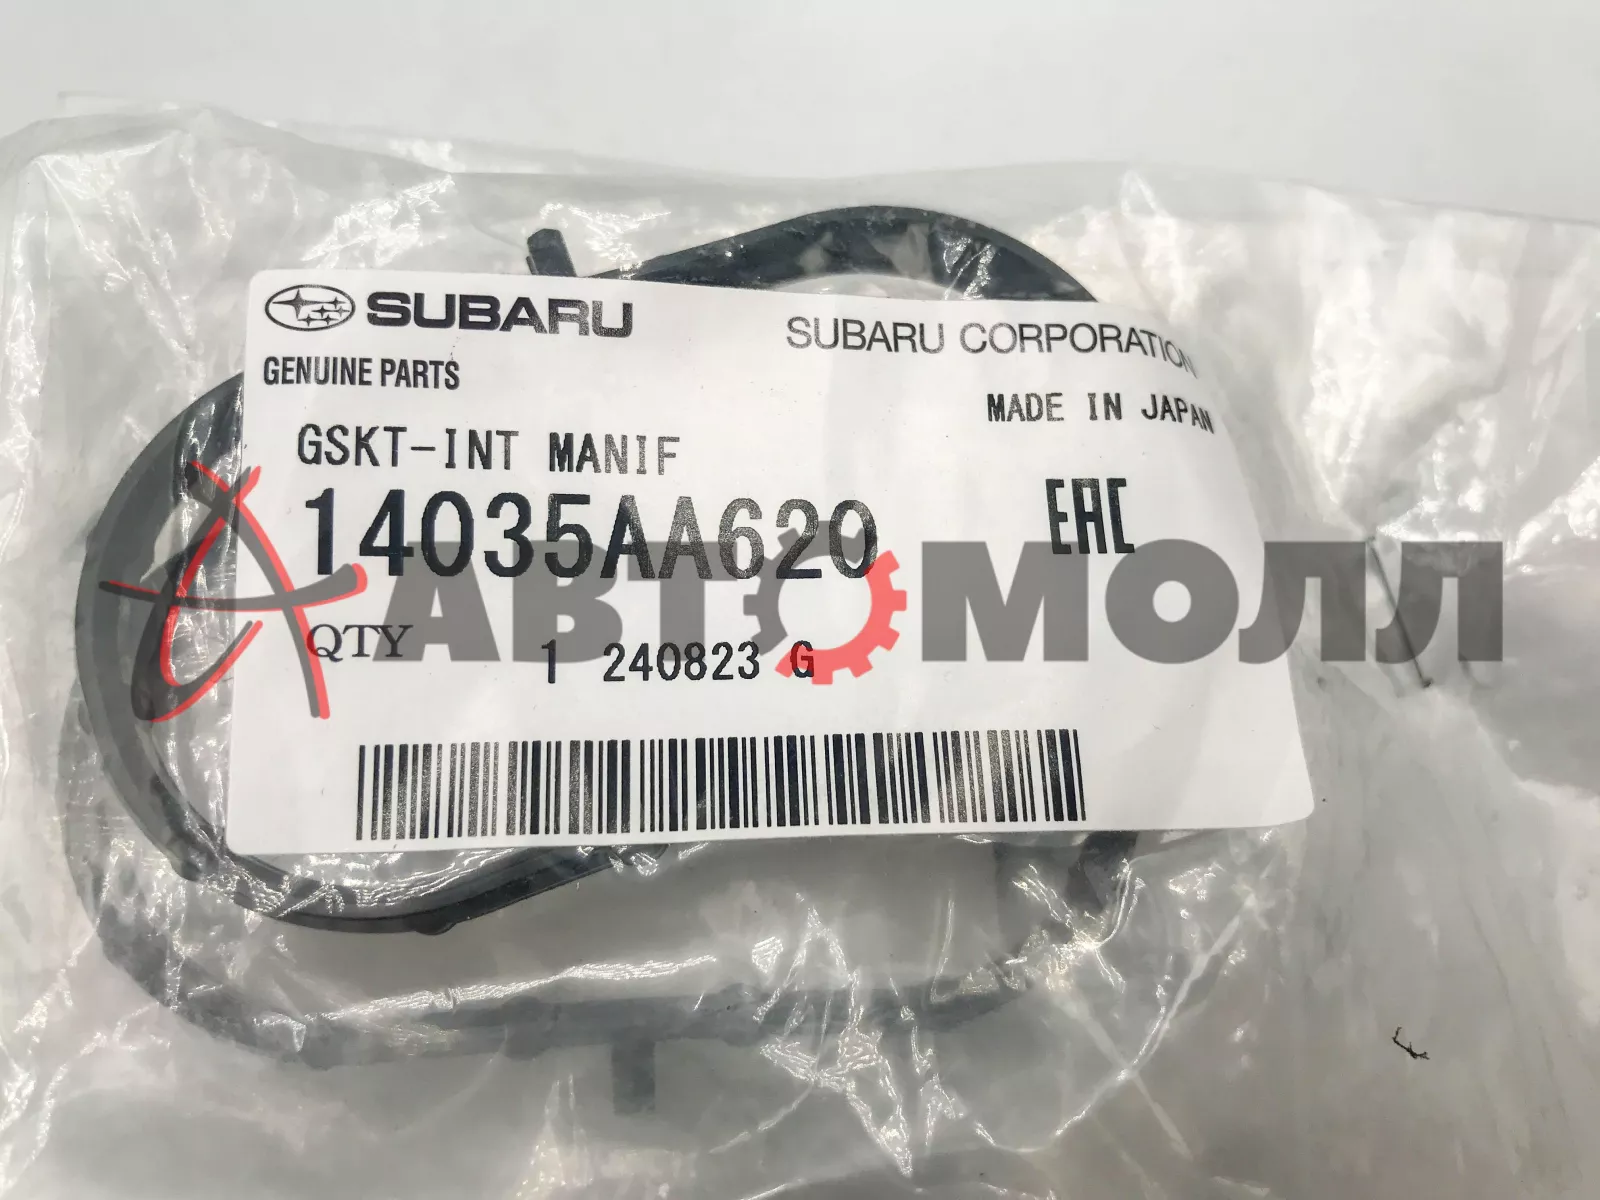 SUBARU
SUBARU CORPORATION
GENUINE PARTS
MADE IN JAPAN
GSKT-INT MANIF
14035AA620
EAC
АВТОМОЛЛ
QTY 1 240823 G